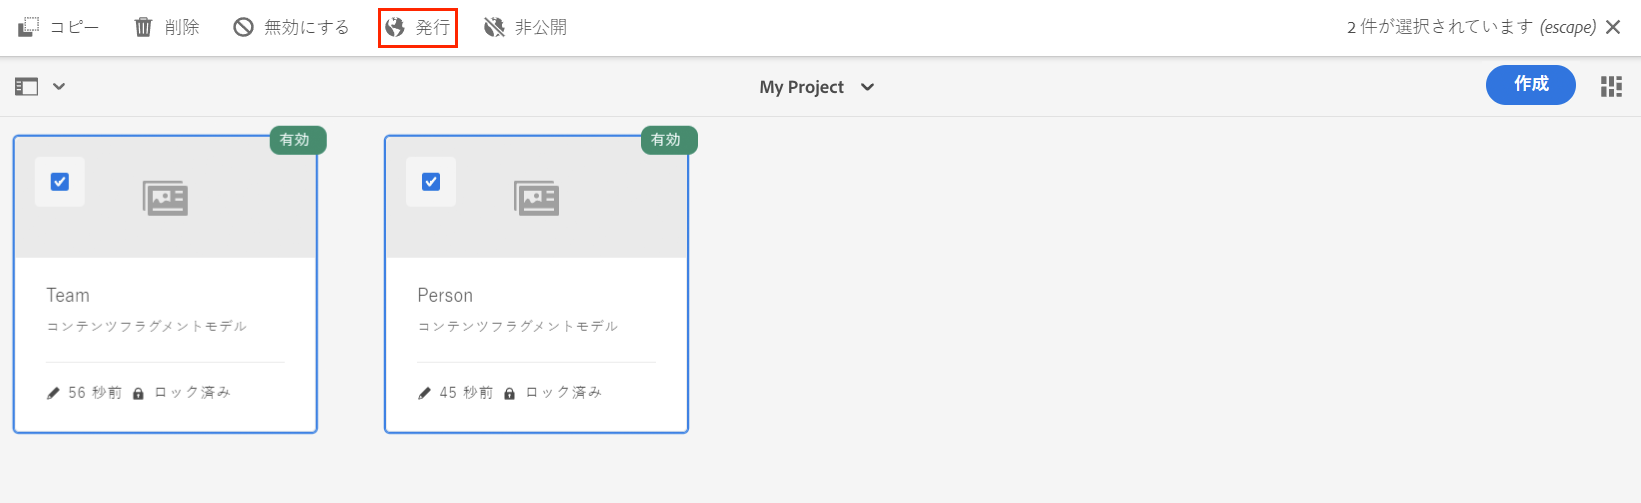 コピー 削除 無効にする 発行 非公開 2 件が選択されています (escape)
My Project 作成
有効 有効
Team Person
コンテンツフラグメントモデル コンテンツフラグメントモデル
56 秒前 ロック済み 45 秒前 ロック済み